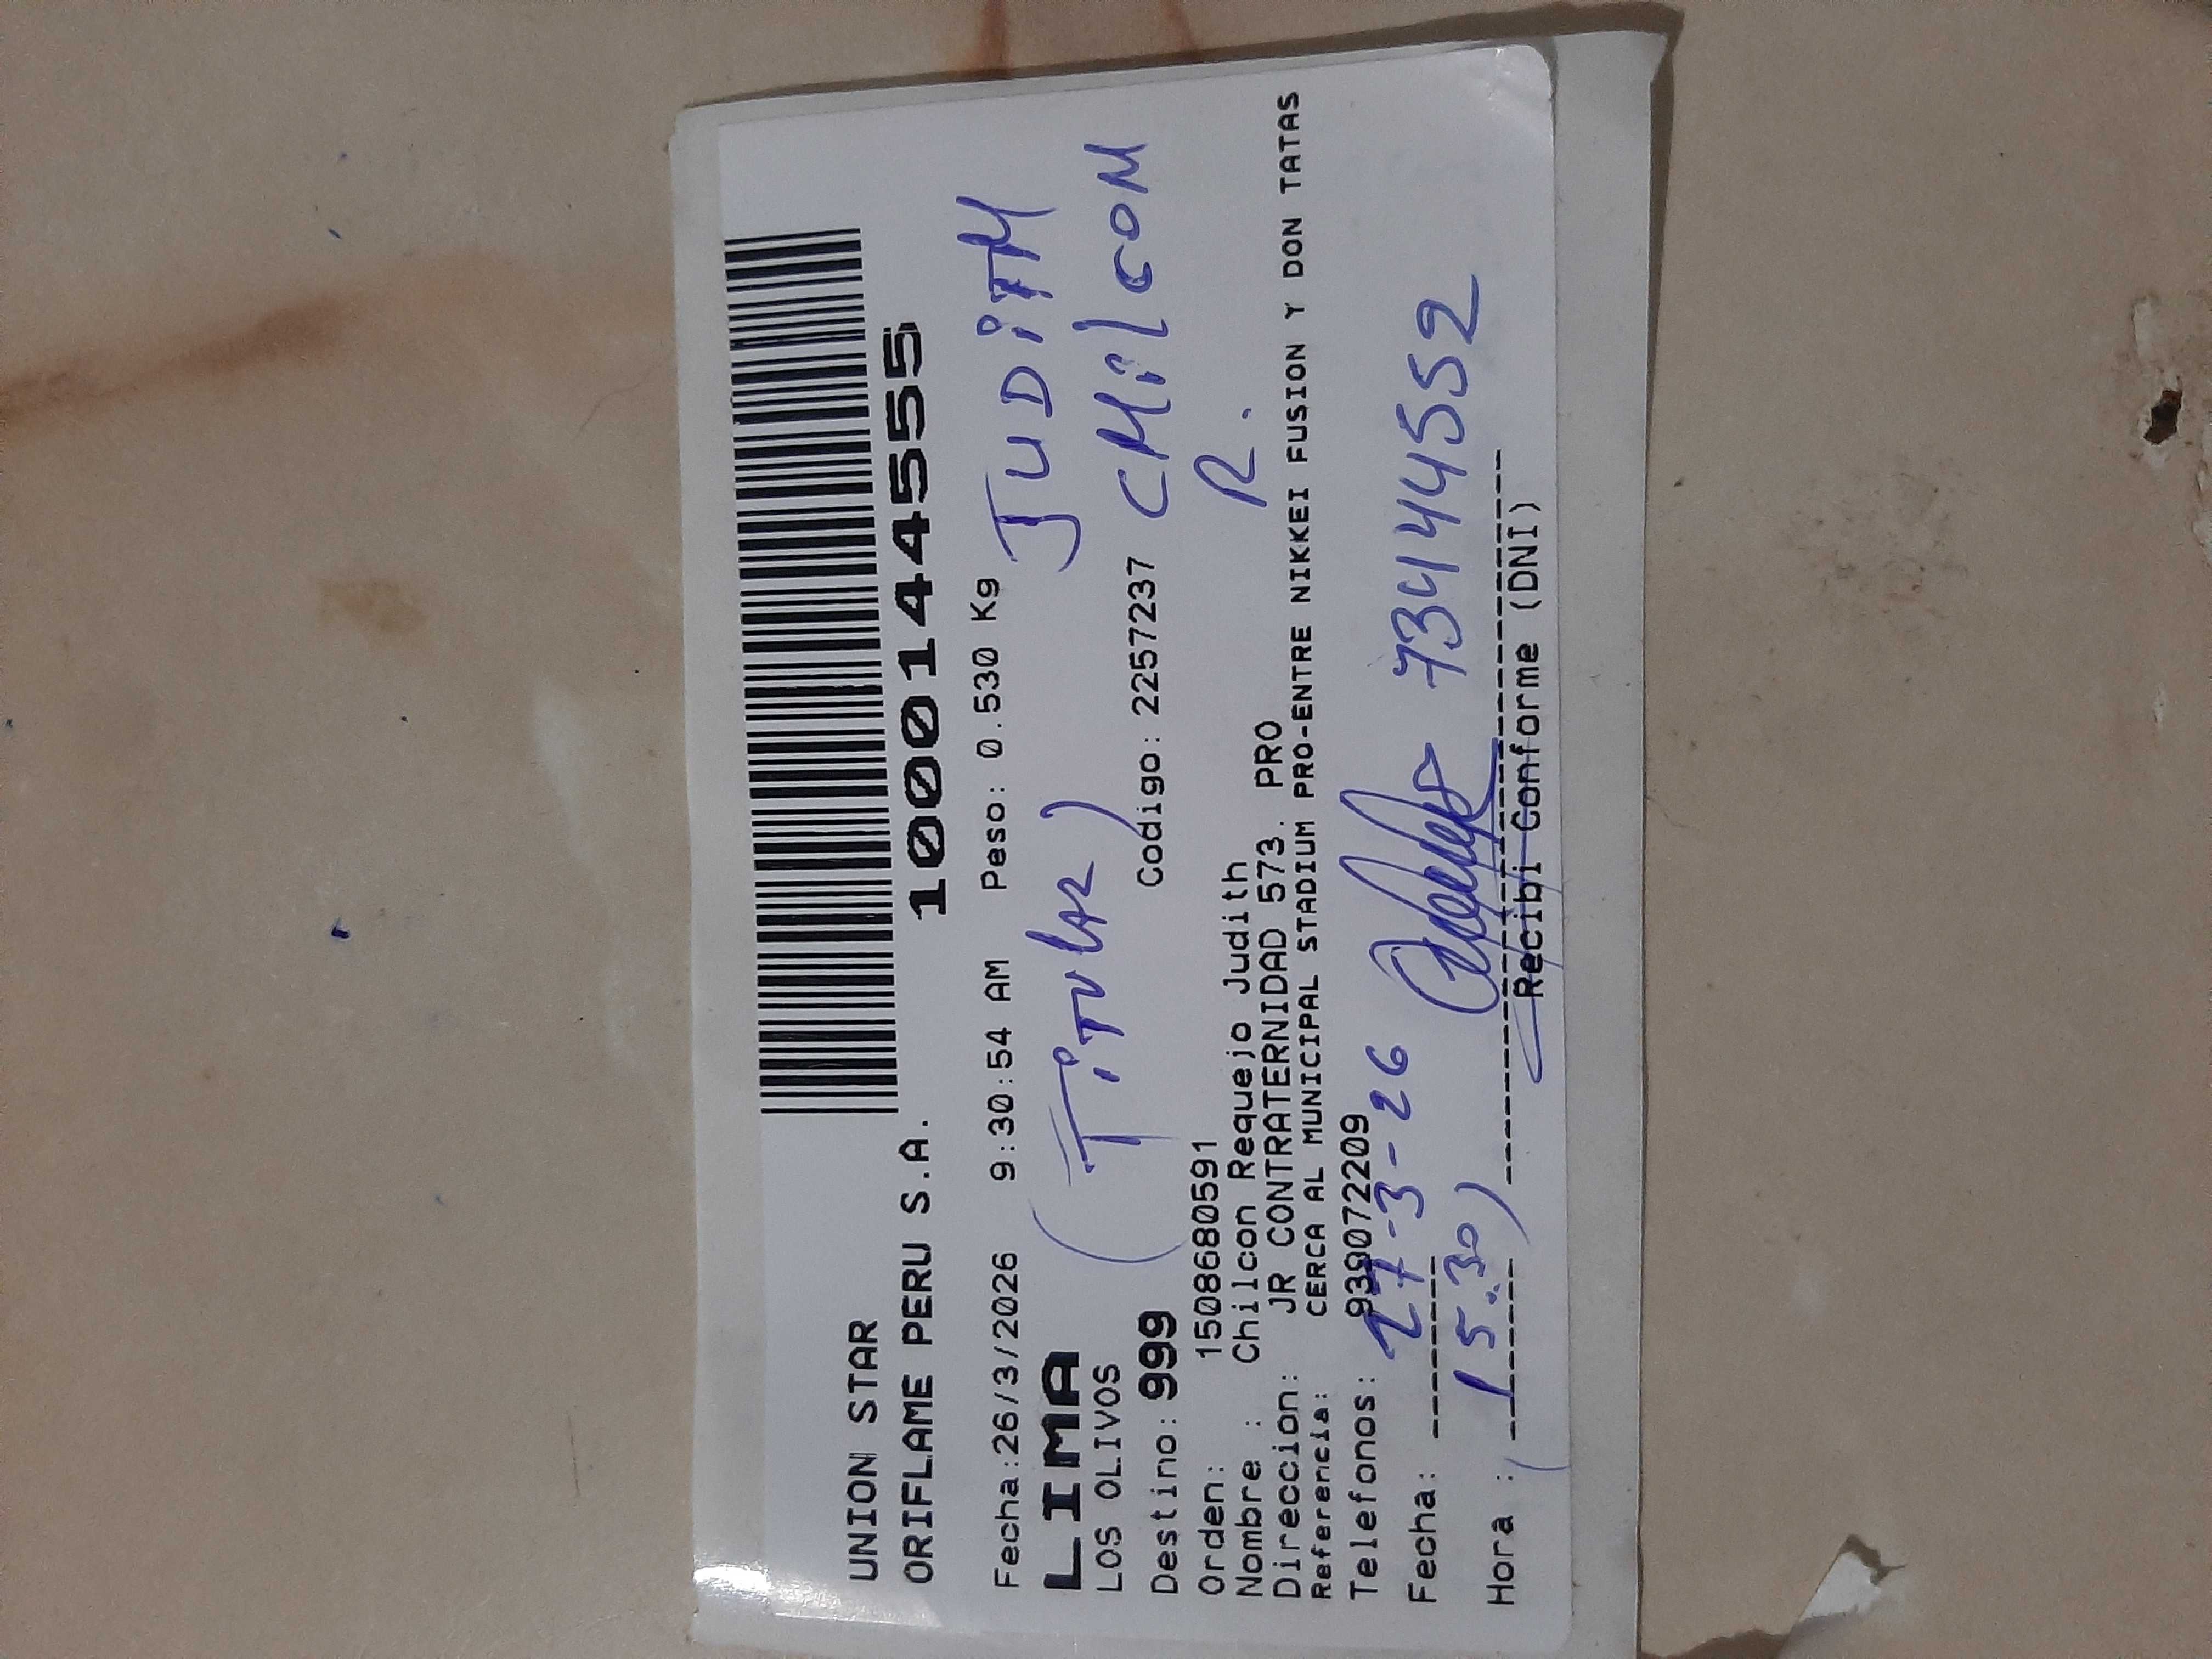 UNION STAR
ORIFLAME PERU S.A. 10001445555
Fecha:26/3/2026 9:30:54 AM Peso: 0.530 Kg
JUDiTH
LIMA
LOS OLIVOS
(TiTULAR)
CHilCON
Destino: 999 Codigo: 2257237
R.
Orden: 1508680591
Nombre : Chilcon Requejo Judith
Direccion: JR CONTRATERNIDAD 573. PRO
Referencia: CERCA AL MUNICIPAL STADIUM PRO-ENTRE NIKKEI FUSION Y DON TATAS
Telefonos: 939072209
Fecha: 27-3-26 73444552
Hora : (15:30)
Recibi Conforme (DNI)